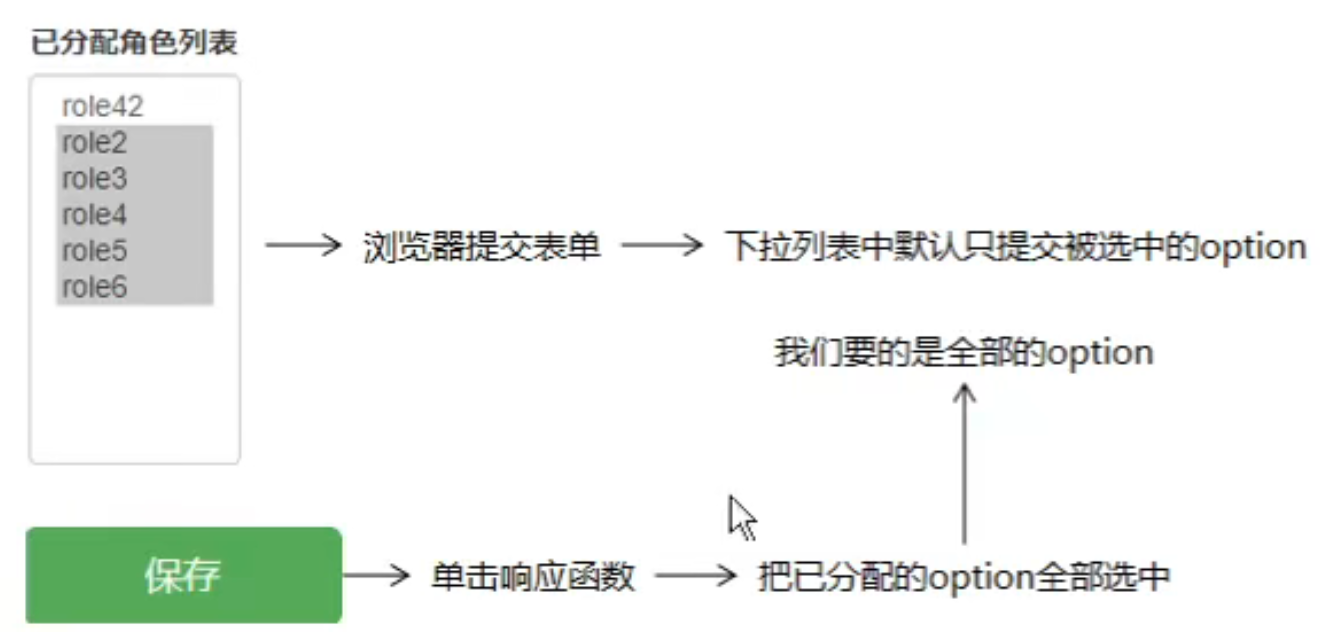 已分配角色列表
role42
role2
role3
role4
role5
role6
浏览器提交表单
下拉列表中默认只提交被选中的option
我们要的是全部的option
保存
单击响应函数
把已分配的option全部选中